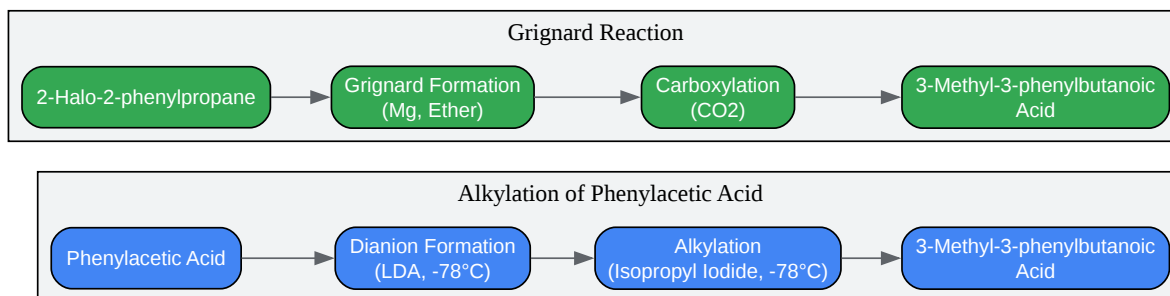 Grignard Reaction
2-Halo-2-phenylpropane
Grignard Formation
(Mg, Ether)
Carboxylation
(CO2)
3-Methyl-3-phenylbutanoic
Acid
Alkylation of Phenylacetic Acid
Phenylacetic Acid
Dianion Formation
(LDA, -78°C)
Alkylation
(Isopropyl Iodide, -78°C)
3-Methyl-3-phenylbutanoic
Acid